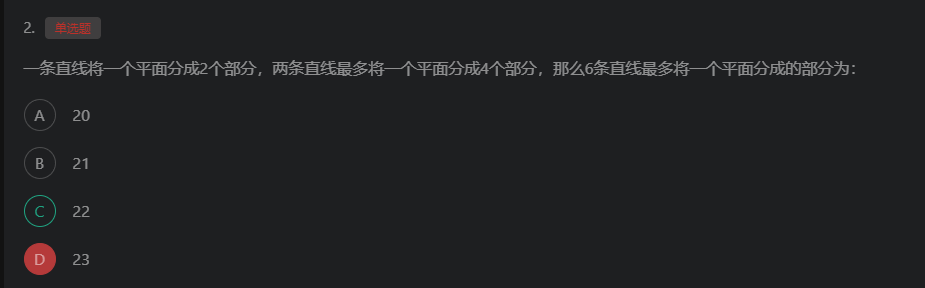 2. 单选题
一条直线将一个平面分成2个部分，两条直线最多将一个平面分成4个部分，那么6条直线最多将一个平面分成的部分为：
A 20
B 21
C 22
D 23